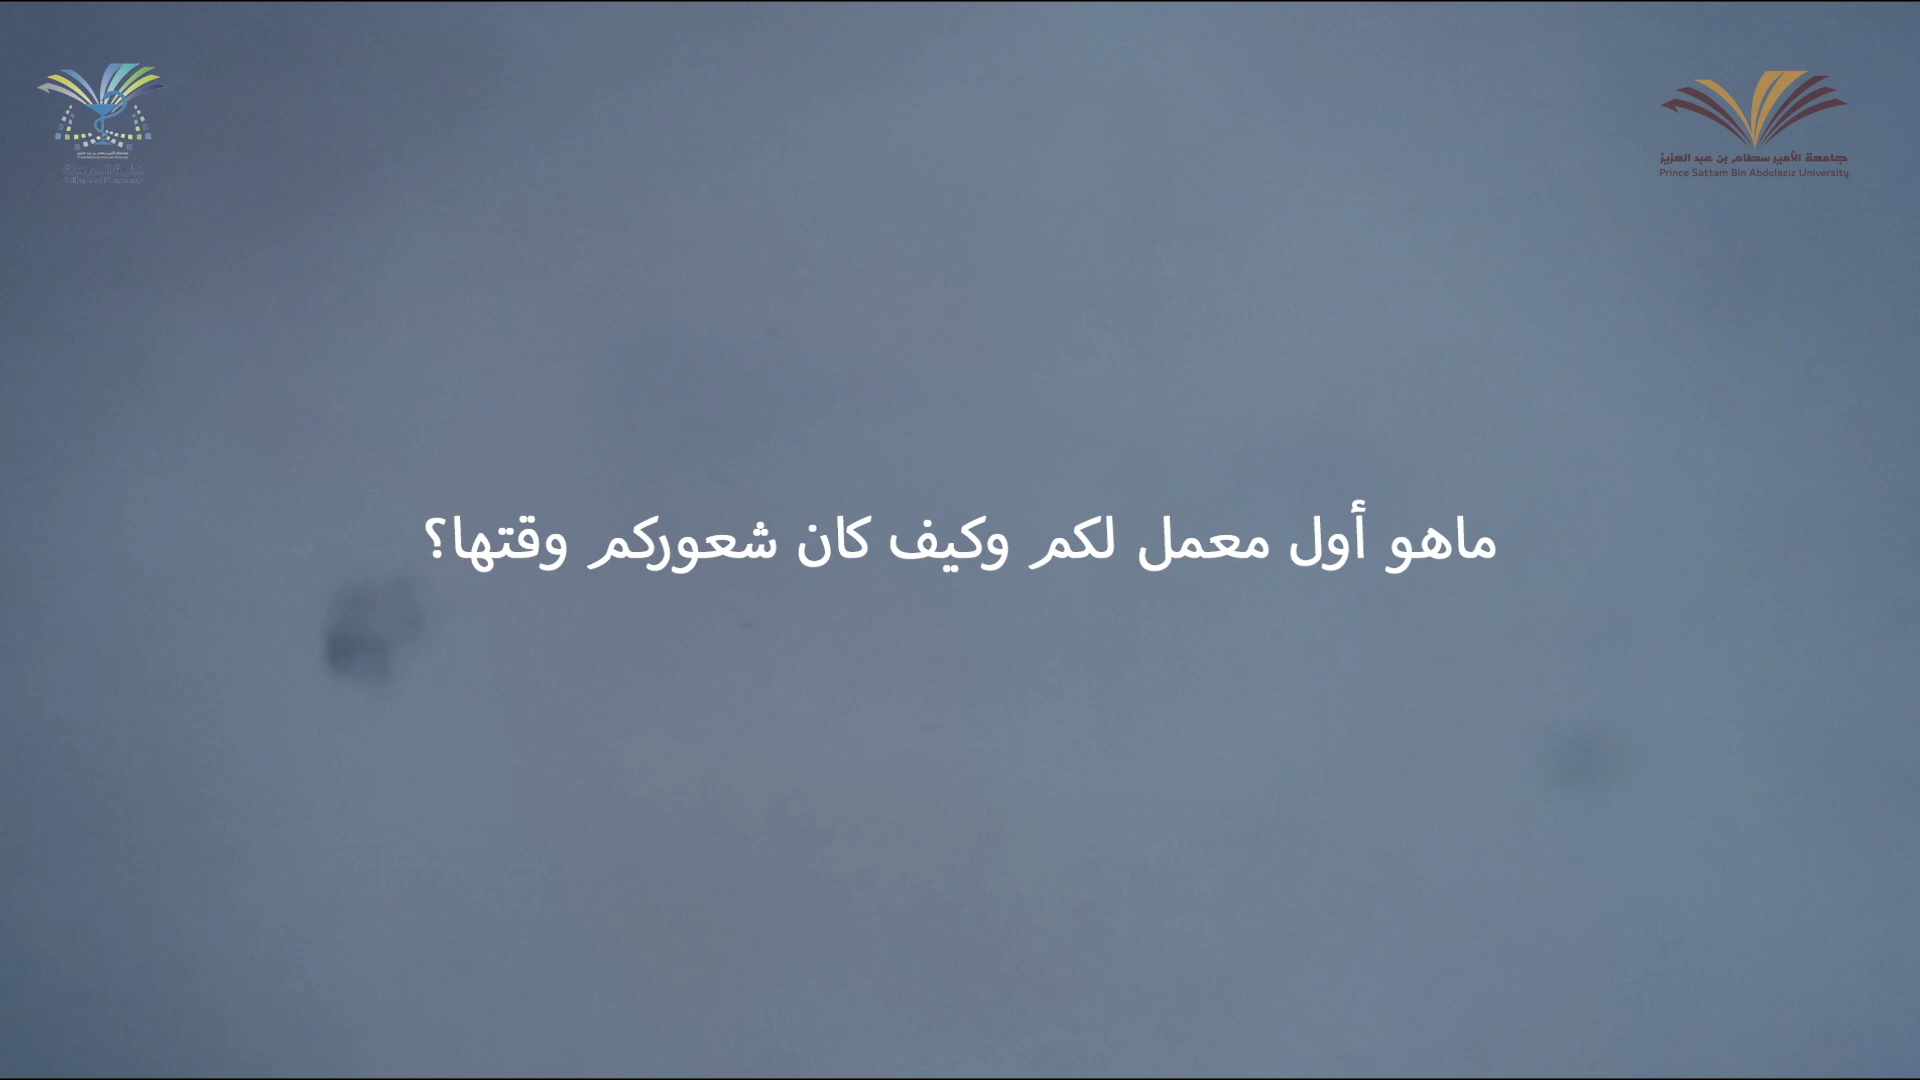 جامعة الأمير سطام بن عبد العزيز
Prince Sattam Bin Abdulaziz University
ماهو أول معمل لكم وكيف كان شعوركم وقتها؟